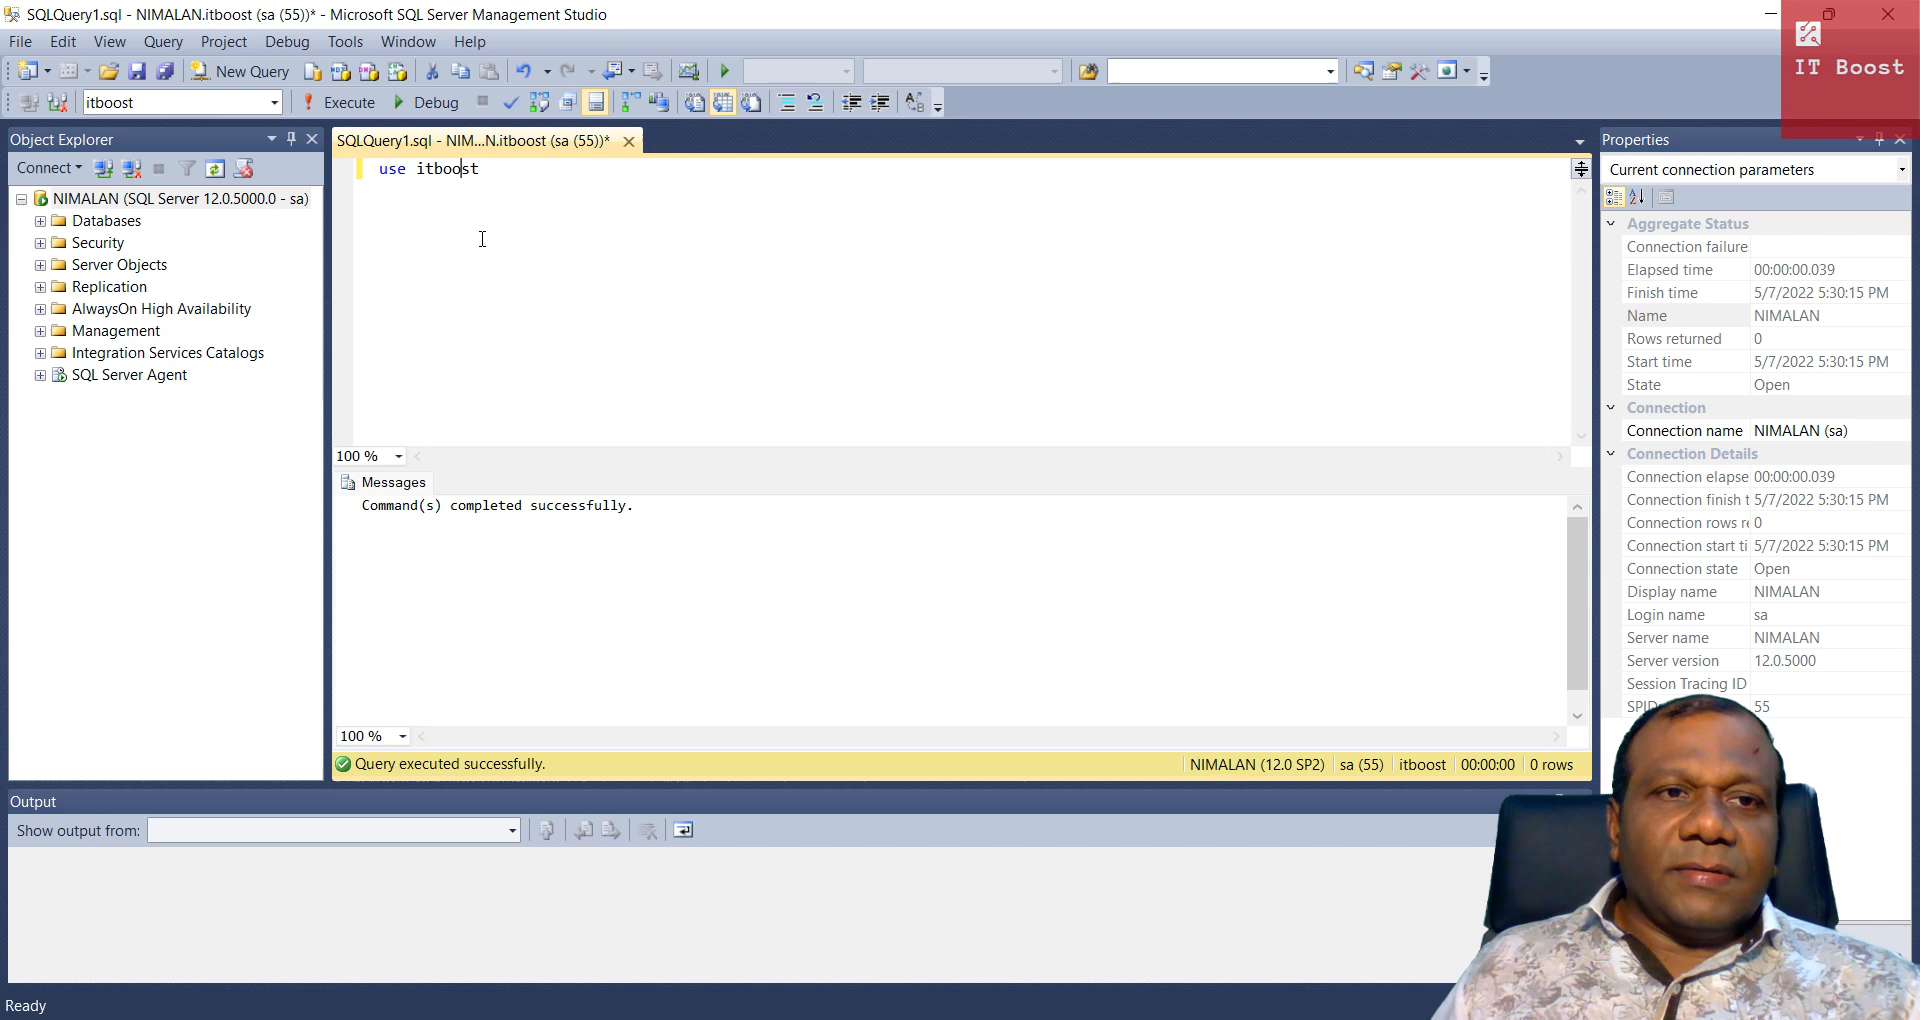 SQLQuery1.sql - NIMALAN.itboost (sa (55))* - Microsoft SQL Server Management Studio
File Edit View Query Project Debug Tools Window Help
New Query
IT Boost
itboost Execute Debug
Object Explorer
Connect
NIMALAN (SQL Server 12.0.5000.0 - sa)
Databases
Security
Server Objects
Replication
AlwaysOn High Availability
Management
Integration Services Catalogs
SQL Server Agent
SQLQuery1.sql - NIM...N.itboost (sa (55))*
use itboost
100 %
Messages
Command(s) completed successfully.
100 %
Query executed successfully. NIMALAN (12.0 SP2) sa (55) itboost 00:00:00 0 rows
Properties
Current connection parameters
Aggregate Status
Connection failure
Elapsed time 00:00:00.039
Finish time 5/7/2022 5:30:15 PM
Name NIMALAN
Rows returned 0
Start time 5/7/2022 5:30:15 PM
State Open
Connection
Connection name NIMALAN (sa)
Connection Details
Connection elapse 00:00:00.039
Connection finish t 5/7/2022 5:30:15 PM
Connection rows re 0
Connection start ti 5/7/2022 5:30:15 PM
Connection state Open
Display name NIMALAN
Login name sa
Server name NIMALAN
Server version 12.0.5000
Session Tracing ID
SPID 55
Output
Show output from:
Ready